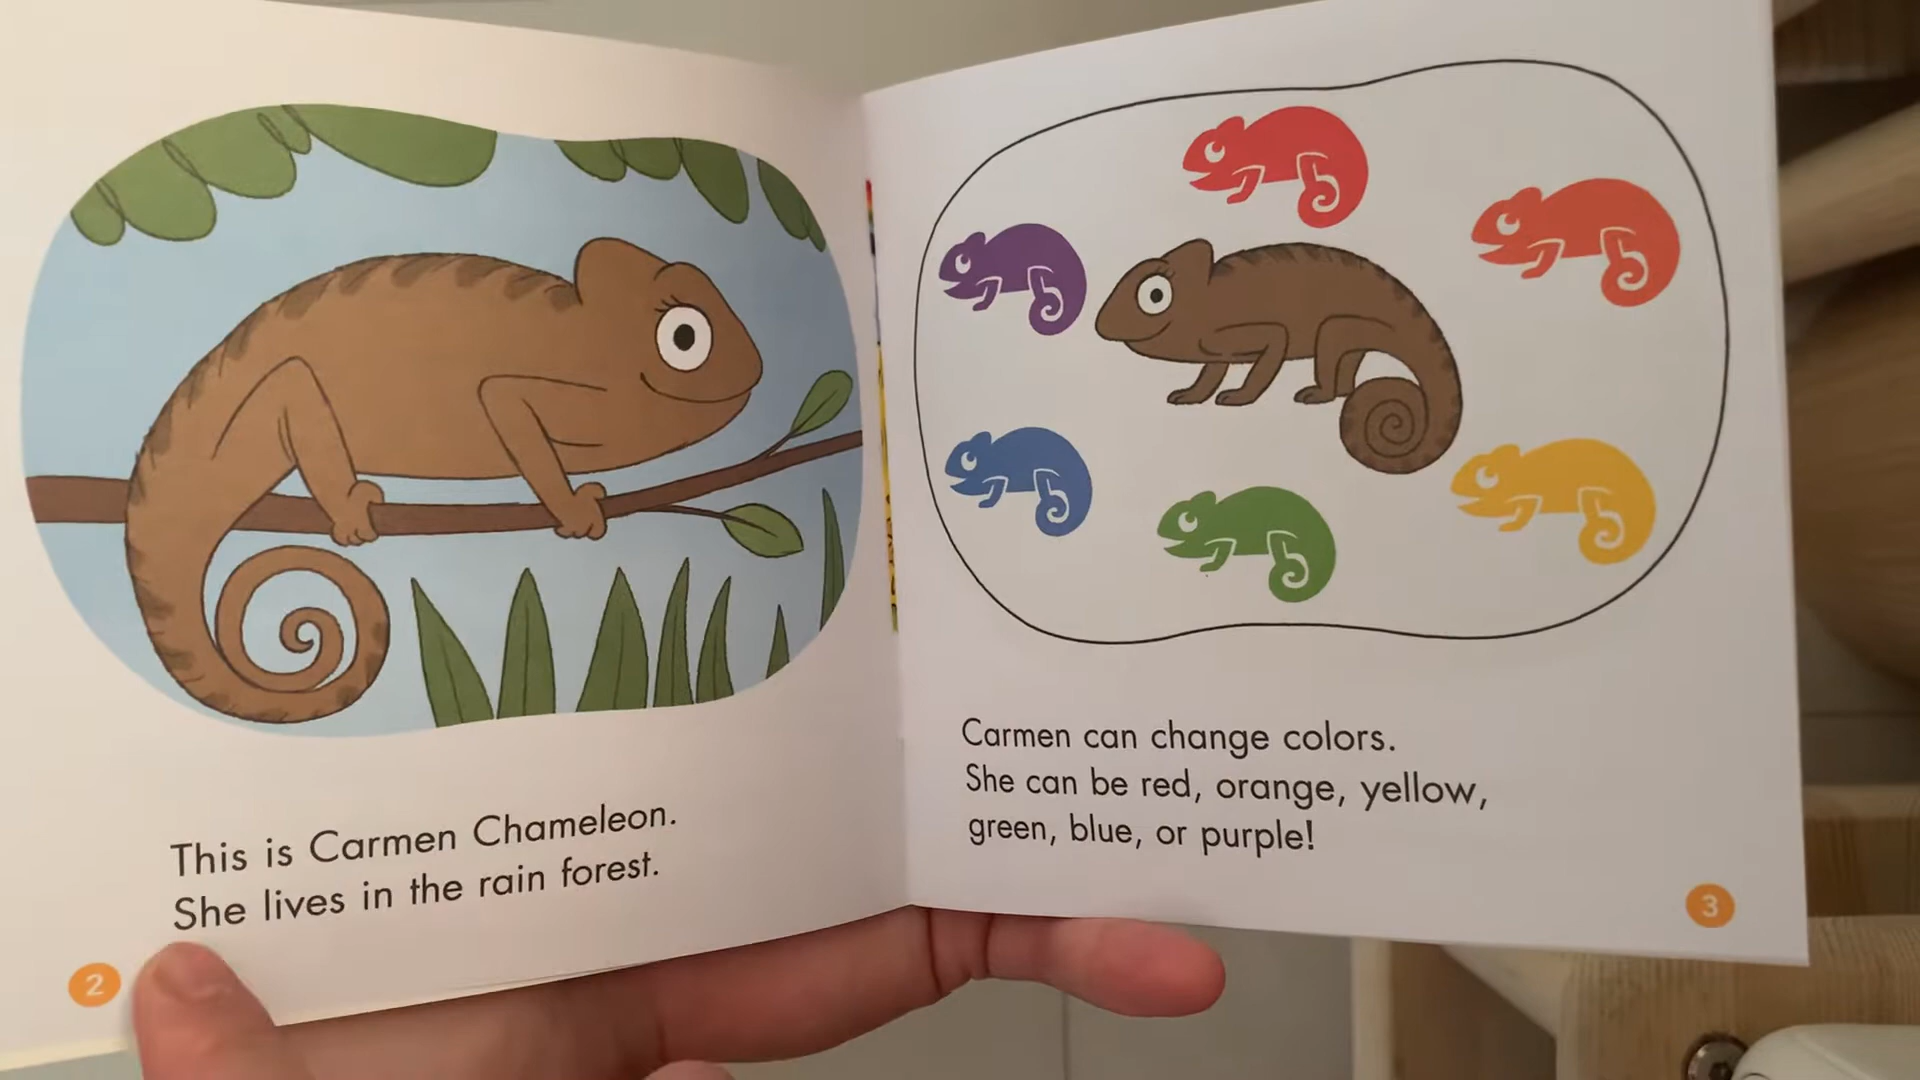 This is Carmen Chameleon.
She lives in the rain forest.
2
Carmen can change colors.
She can be red, orange, yellow,
green, blue, or purple!
3